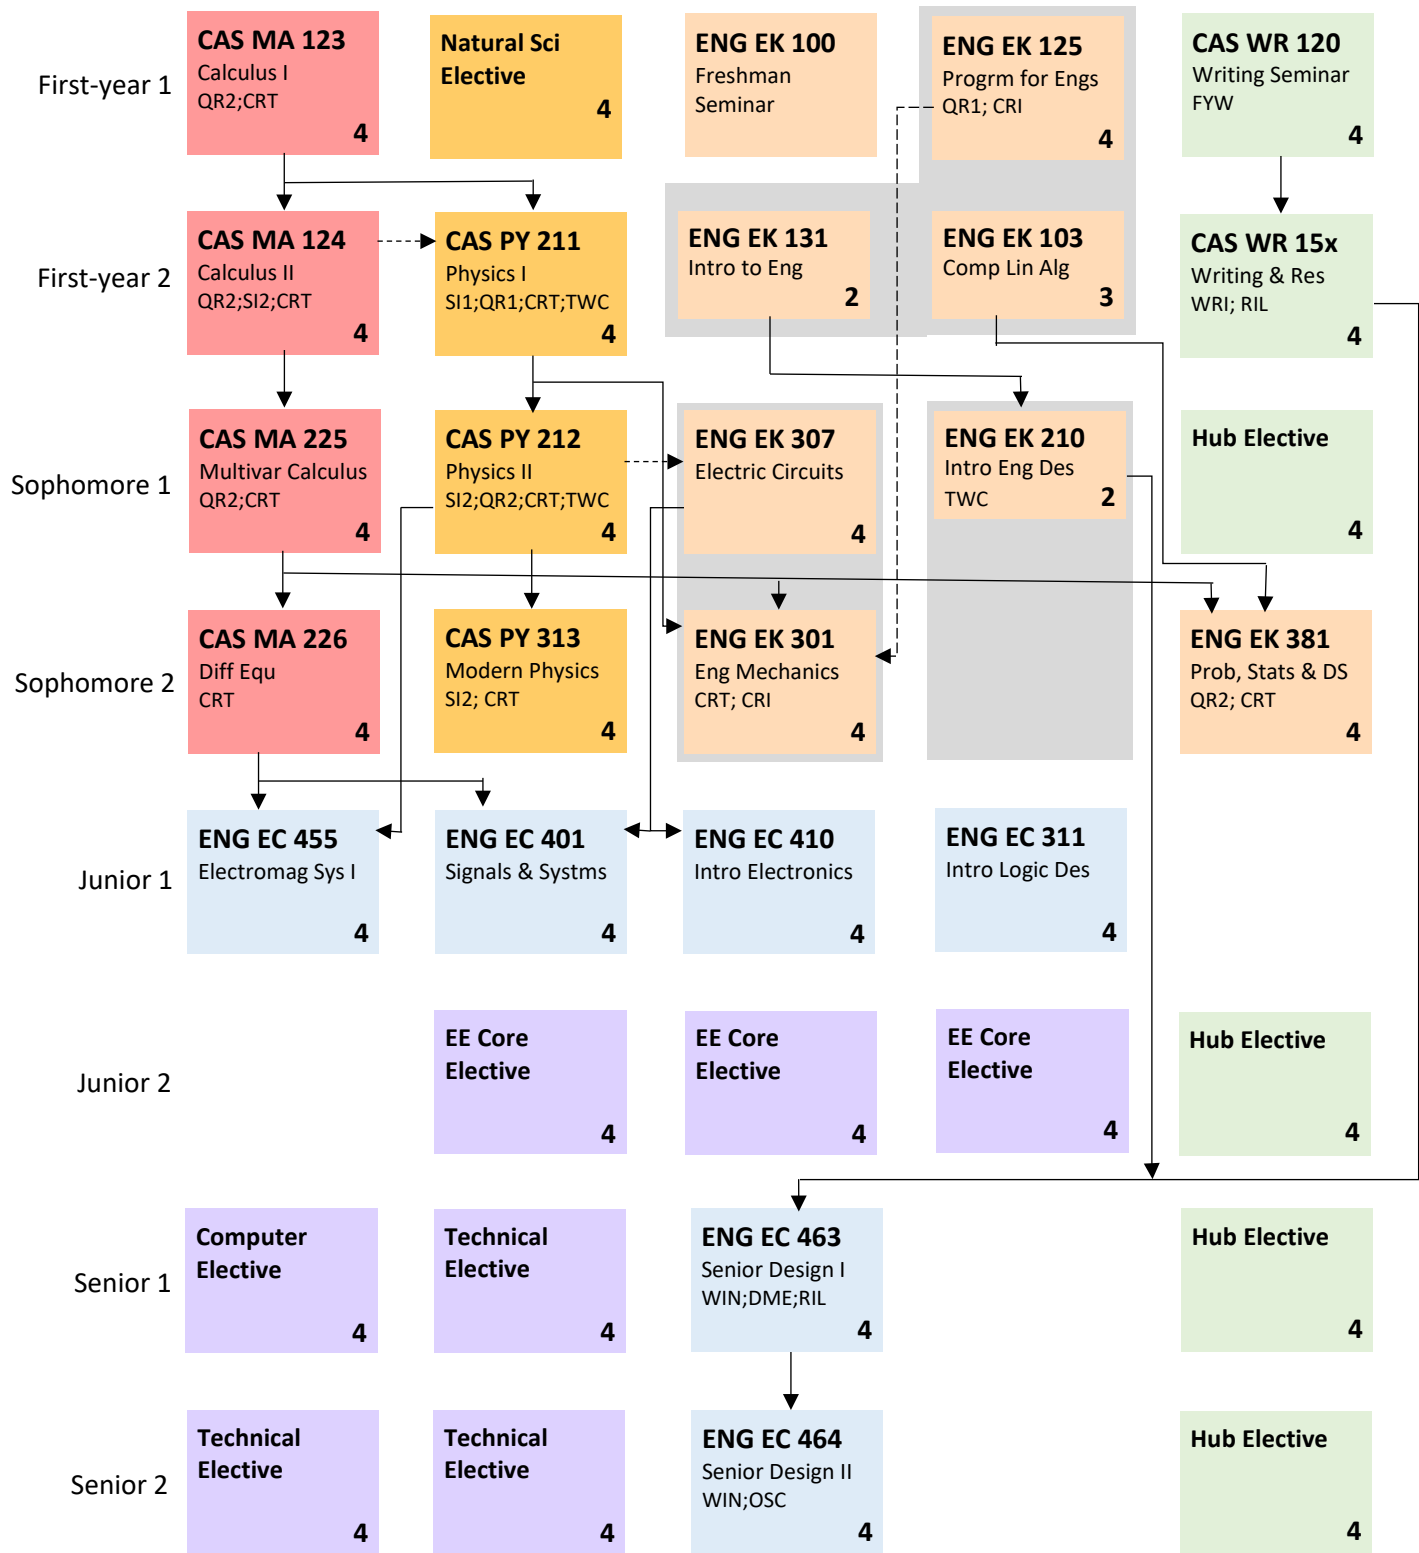 First-year 1
CAS MA 123
Calculus I
QR2;CRT
4
Natural Sci
Elective
4
ENG EK 100
Freshman
Seminar
ENG EK 125
Progrm for Engs
QR1; CRI
4
CAS WR 120
Writing Seminar
FYW
4
First-year 2
CAS MA 124
Calculus II
QR2;SI2;CRT
4
CAS PY 211
Physics I
SI1;QR1;CRT;TWC
4
ENG EK 131
Intro to Eng
2
ENG EK 103
Comp Lin Alg
3
CAS WR 15x
Writing & Res
WRI; RIL
4
Sophomore 1
CAS MA 225
Multivar Calculus
QR2;CRT
4
CAS PY 212
Physics II
SI2;QR2;CRT;TWC
4
ENG EK 307
Electric Circuits
4
ENG EK 210
Intro Eng Des
TWC
2
Hub Elective
4
Sophomore 2
CAS MA 226
Diff Equ
CRT
4
CAS PY 313
Modern Physics
SI2; CRT
4
ENG EK 301
Eng Mechanics
CRT; CRI
4
ENG EK 381
Prob, Stats & DS
QR2; CRT
4
Junior 1
ENG EC 455
Electromag Sys I
4
ENG EC 401
Signals & Systms
4
ENG EC 410
Intro Electronics
4
ENG EC 311
Intro Logic Des
4
Junior 2
EE Core
Elective
4
EE Core
Elective
4
EE Core
Elective
4
Hub Elective
4
Senior 1
Computer
Elective
4
Technical
Elective
4
ENG EC 463
Senior Design I
WIN;DME;RIL
4
Hub Elective
4
Senior 2
Technical
Elective
4
Technical
Elective
4
ENG EC 464
Senior Design II
WIN;OSC
4
Hub Elective
4